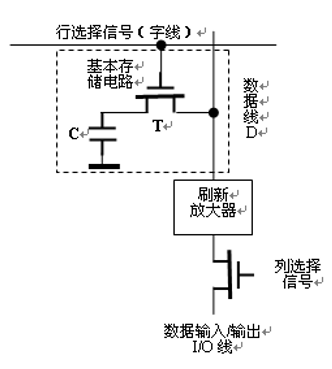 行选择信号（字线）
基本存
储电路
C
T
数
据
线
D
刷新
放大器
列选择
信号
数据输入/输出
I/O 线